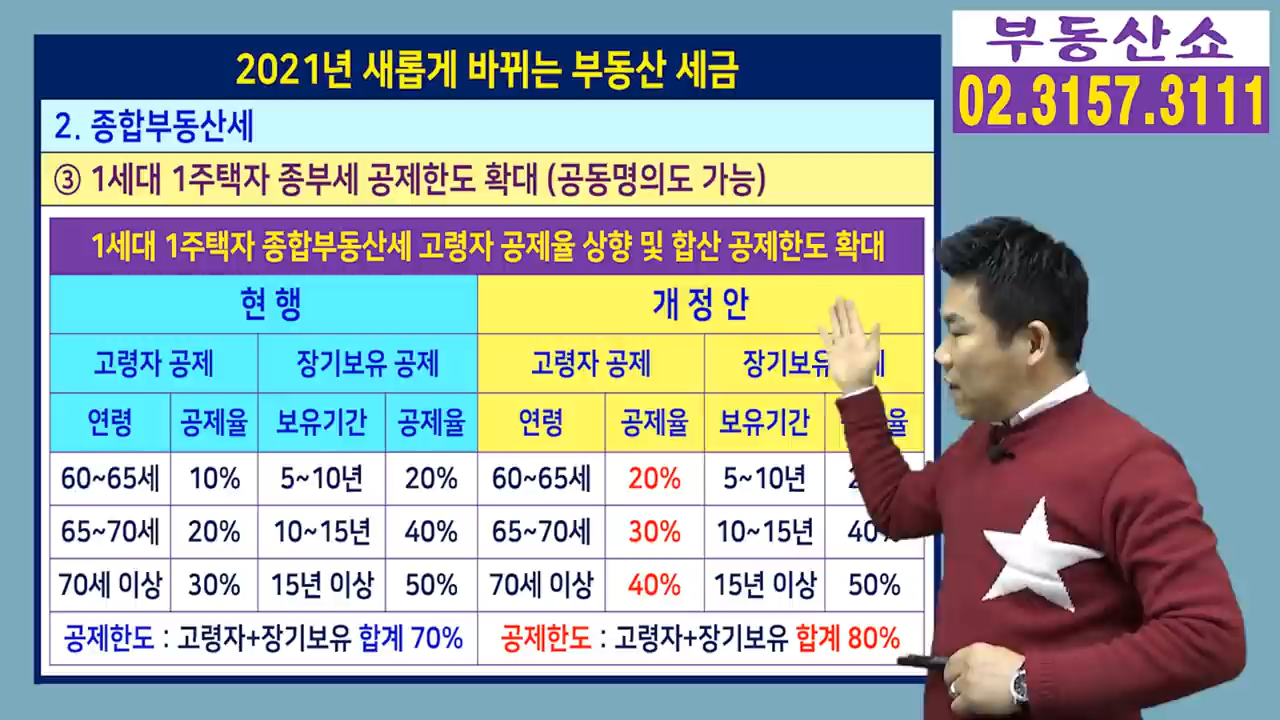 부동산쇼
02.3157.3111
2021년 새롭게 바뀌는 부동산 세금
2. 종합부동산세
③ 1세대 1주택자 종부세 공제한도 확대 (공동명의도 가능)
1세대 1주택자 종합부동산세 고령자 공제율 상향 및 합산 공제한도 확대
현 행 개 정 안
고령자 공제 장기보유 공제 고령자 공제
연령 공제율 보유기간 공제율 연령 공제율 보유기간
60~65세 10% 5~10년 20% 60~65세 20% 5~10년
65~70세 20% 10~15년 40% 65~70세 30% 10~15년 40%
70세 이상 30% 15년 이상 50% 70세 이상 40% 15년 이상 50%
공제한도 : 고령자+장기보유 합계 70% 공제한도 : 고령자+장기보유 합계 80%